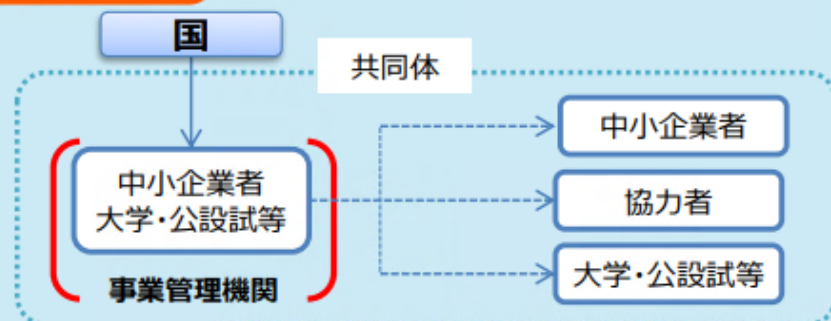 国
共同体
中小企業者
大学・公設試等
事業管理機関
中小企業者
協力者
大学・公設試等